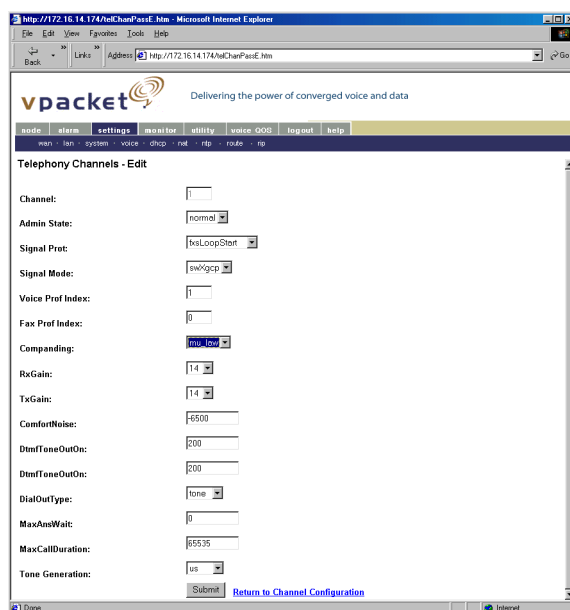 http://172.16.14.174/telChanPassE.htm - Microsoft Internet Explorer
File Edit View Favorites Tools Help
Back » Links » Address http://172.16.14.174/telChanPassE.htm Go
vpacket Delivering the power of converged voice and data
node alarm settings monitor utility voice QOS logout help
wan · lan · system · voice · dhcp · nat · ntp · route · rip
Telephony Channels - Edit
Channel: 1
Admin State: normal
Signal Prot: fxsLoopStart
Signal Mode: swXgcp
Voice Prof Index: 1
Fax Prof Index: 0
Companding: mu_law
RxGain: 14
TxGain: 14
ComfortNoise: -6500
DtmfToneOutOn: 200
DtmfToneOutOn: 200
DialOutType: tone
MaxAnsWait: 0
MaxCallDuration: 65535
Tone Generation: us
Submit Return to Channel Configuration
Done Internet